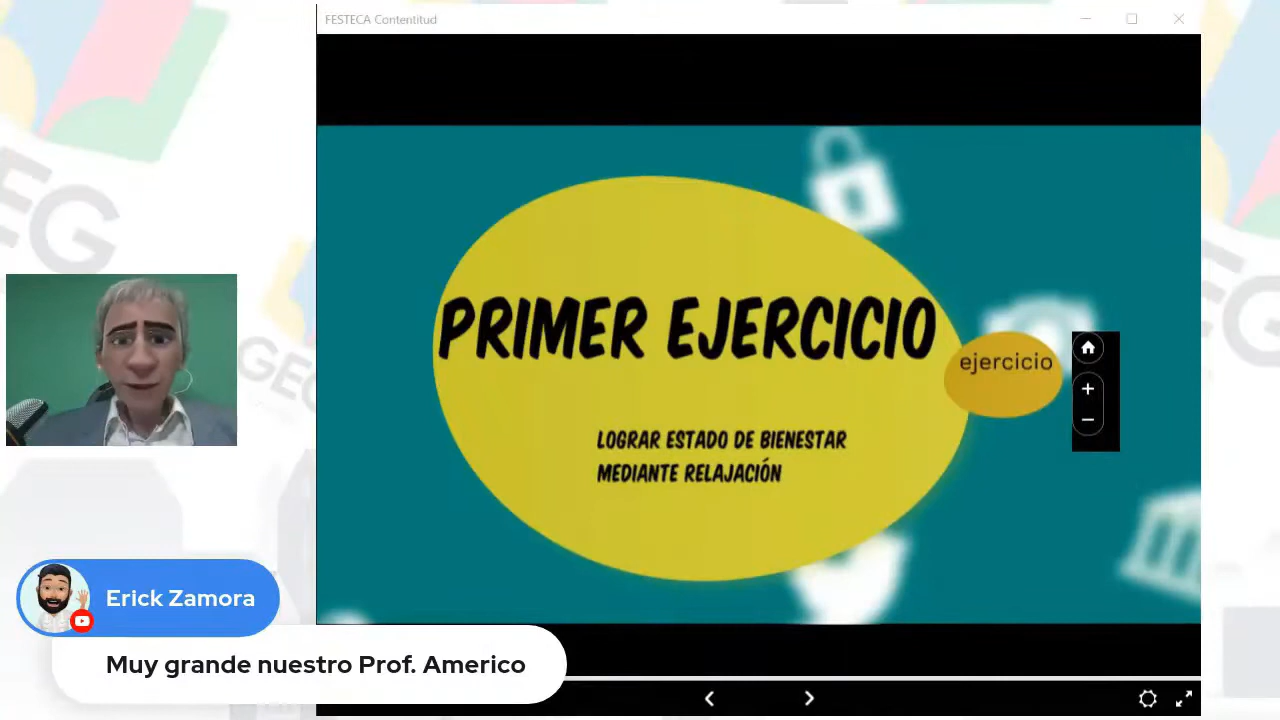 FESTECA Contentitud
PRIMER EJERCICIO
ejercicio
LOGRAR ESTADO DE BIENESTAR
MEDIANTE RELAJACIÓN
Erick Zamora
Muy grande nuestro Prof. Americo